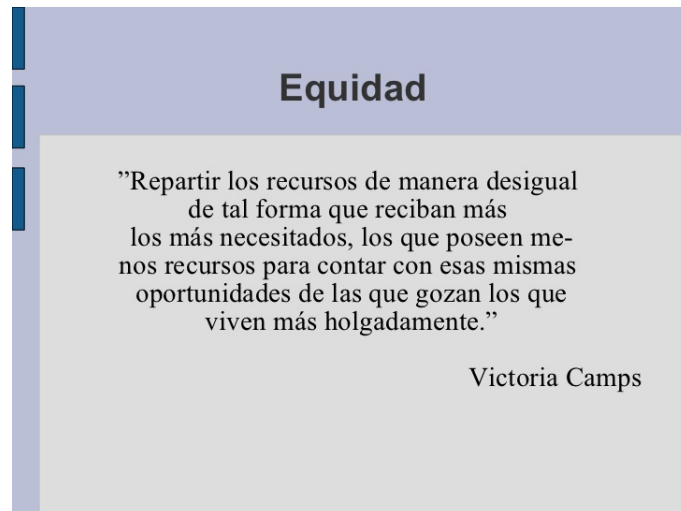 Equidad
”Repartir los recursos de manera desigual
de tal forma que reciban más
los más necesitados, los que poseen me-
nos recursos para contar con esas mismas
oportunidades de las que gozan los que
viven más holgadamente.”
Victoria Camps